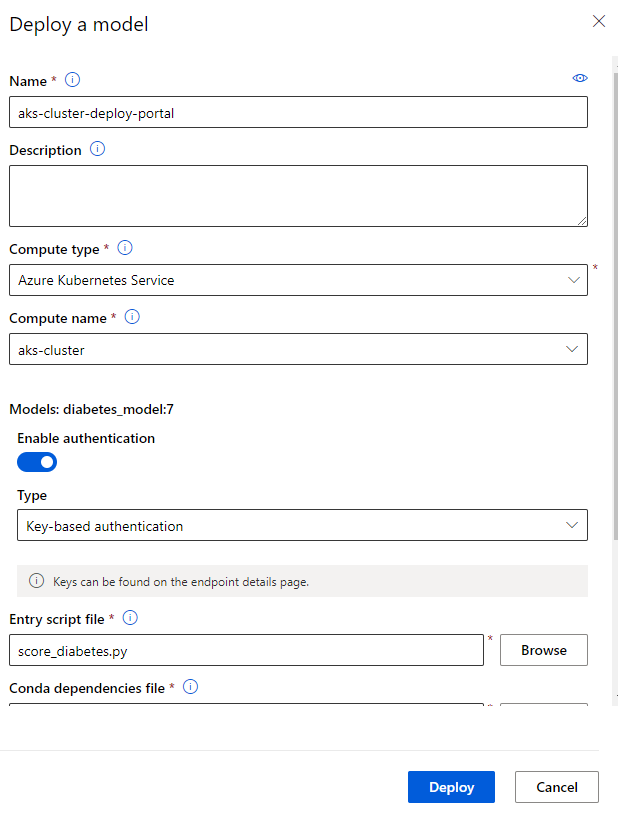 Deploy a model
Name *
aks-cluster-deploy-portal
Description
Compute type *
Azure Kubernetes Service
*
Compute name *
aks-cluster
Models: diabetes_model:7
Enable authentication
Type
Key-based authentication
Keys can be found on the endpoint details page.
Entry script file *
score_diabetes.py
*
Browse
Conda dependencies file *
Deploy
Cancel